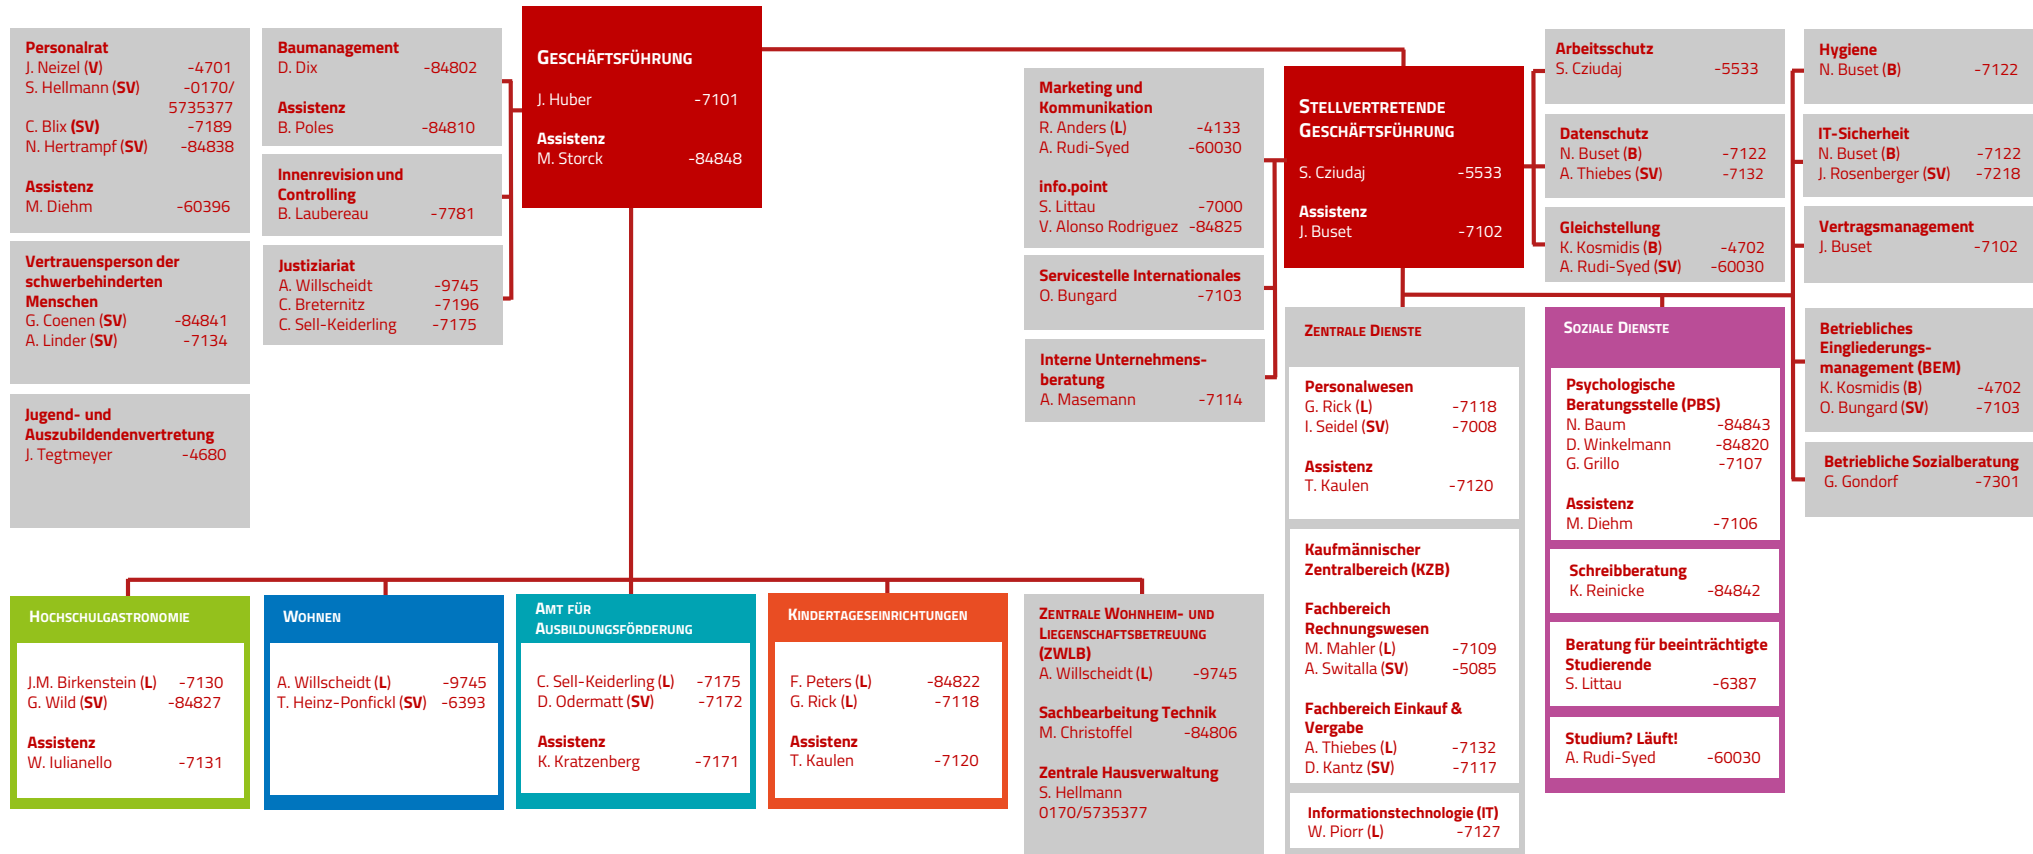 Personalrat
J. Neizel (V) -4701
S. Hellmann (SV) -0170/
5735377
C. Blix (SV) -7189
N. Hertrampf (SV) -84838
Assistenz
M. Diehm -60396
Vertrauensperson der
schwerbehinderten
Menschen
G. Coenen (SV) -84841
A. Linder (SV) -7134
Jugend- und
Auszubildendenvertretung
J. Tegtmeyer -4680
Baumanagement
D. Dix -84802
Assistenz
B. Poles -84810
Innenrevision und
Controlling
B. Laubereau -7781
Justiziariat
A. Willscheidt -9745
C. Breternitz -7196
C. Sell-Keiderling -7175
GESCHÄFTSFÜHRUNG
J. Huber -7101
Assistenz
M. Storck -84848
Marketing und
Kommunikation
R. Anders (L) -4133
A. Rudi-Syed -60030
info.point
S. Littau -7000
V. Alonso Rodriguez -84825
Servicestelle Internationales
O. Bungard -7103
Interne Unternehmens-
beratung
A. Masemann -7114
STELLVERTRETENDE
GESCHÄFTSFÜHRUNG
S. Cziudaj -5533
Assistenz
J. Buset -7102
Arbeitsschutz
S. Cziudaj -5533
Datenschutz
N. Buset (B) -7122
A. Thiebes (SV) -7132
Gleichstellung
K. Kosmidis (B) -4702
A. Rudi-Syed (SV) -60030
Hygiene
N. Buset (B) -7122
IT-Sicherheit
N. Buset (B) -7122
J. Rosenberger (SV) -7218
Vertragsmanagement
J. Buset -7102
Betriebliches
Eingliederungs-
management (BEM)
K. Kosmidis (B) -4702
O. Bungard (SV) -7103
Betriebliche Sozialberatung
G. Gondorf -7301
ZENTRALE DIENSTE
Personalwesen
G. Rick (L) -7118
I. Seidel (SV) -7008
Assistenz
T. Kaulen -7120
Kaufmännischer
Zentralbereich (KZB)
Fachbereich
Rechnungswesen
M. Mahler (L) -7109
A. Switalla (SV) -5085
Fachbereich Einkauf &
Vergabe
A. Thiebes (L) -7132
D. Kantz (SV) -7117
Informationstechnologie (IT)
W. Piorr (L) -7127
SOZIALE DIENSTE
Psychologische
Beratungsstelle (PBS)
N. Baum -84843
D. Winkelmann -84820
G. Grillo -7107
Assistenz
M. Diehm -7106
Schreibberatung
K. Reinicke -84842
Beratung für beeinträchtigte
Studierende
S. Littau -6387
Studium? Läuft!
A. Rudi-Syed -60030
HOCHSCHULGASTRONOMIE
J.M. Birkenstein (L) -7130
G. Wild (SV) -84827
Assistenz
W. Iulianello -7131
WOHNEN
A. Willscheidt (L) -9745
T. Heinz-Ponfickl (SV) -6393
AMT FÜR
AUSBILDUNGSFÖRDERUNG
C. Sell-Keiderling (L) -7175
D. Odermatt (SV) -7172
Assistenz
K. Kratzenberg -7171
KINDERTAGESEINRICHTUNGEN
F. Peters (L) -84822
G. Rick (L) -7118
Assistenz
T. Kaulen -7120
ZENTRALE WOHNHEIM- UND
LIEGENSCHAFTSBETREUUNG
(ZWLB)
A. Willscheidt (L) -9745
Sachbearbeitung Technik
M. Christoffel -84806
Zentrale Hausverwaltung
S. Hellmann
0170/5735377